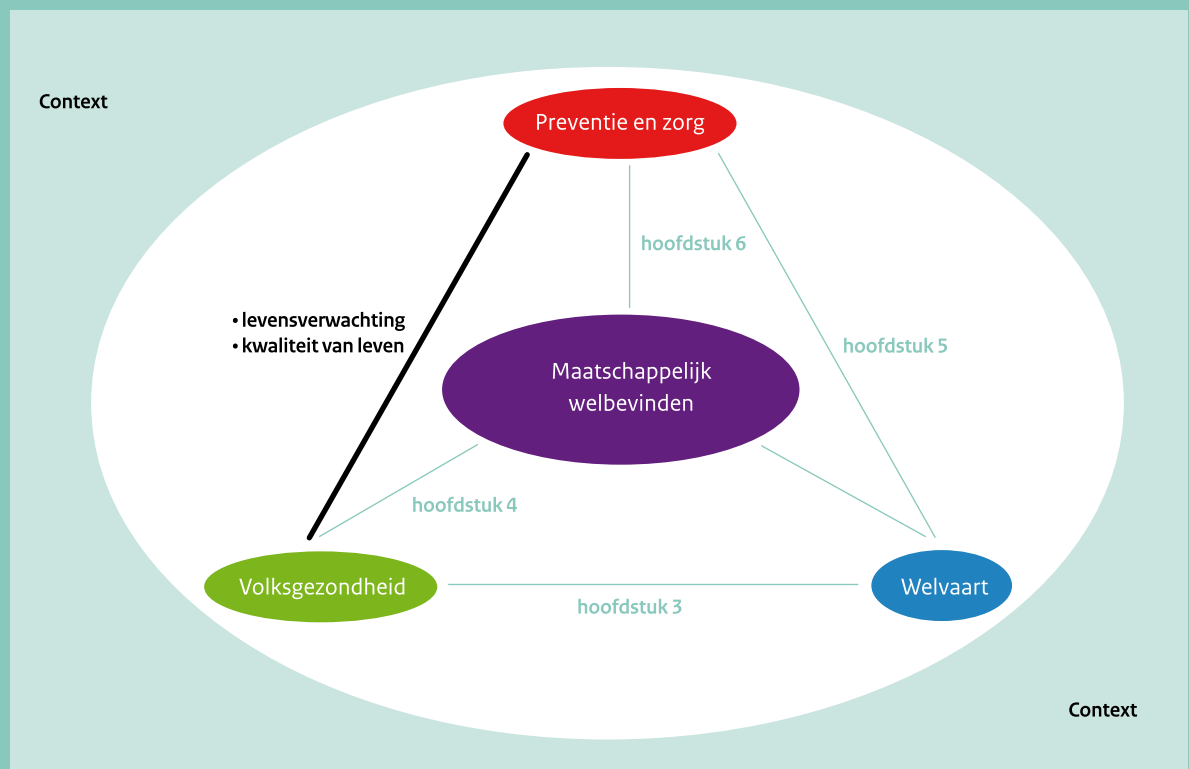 Context
Preventie en zorg
hoofdstuk 6
• levensverwachting
• kwaliteit van leven
hoofdstuk 5
Maatschappelijk
welbevinden
hoofdstuk 4
Volksgezondheid
Welvaart
hoofdstuk 3
Context